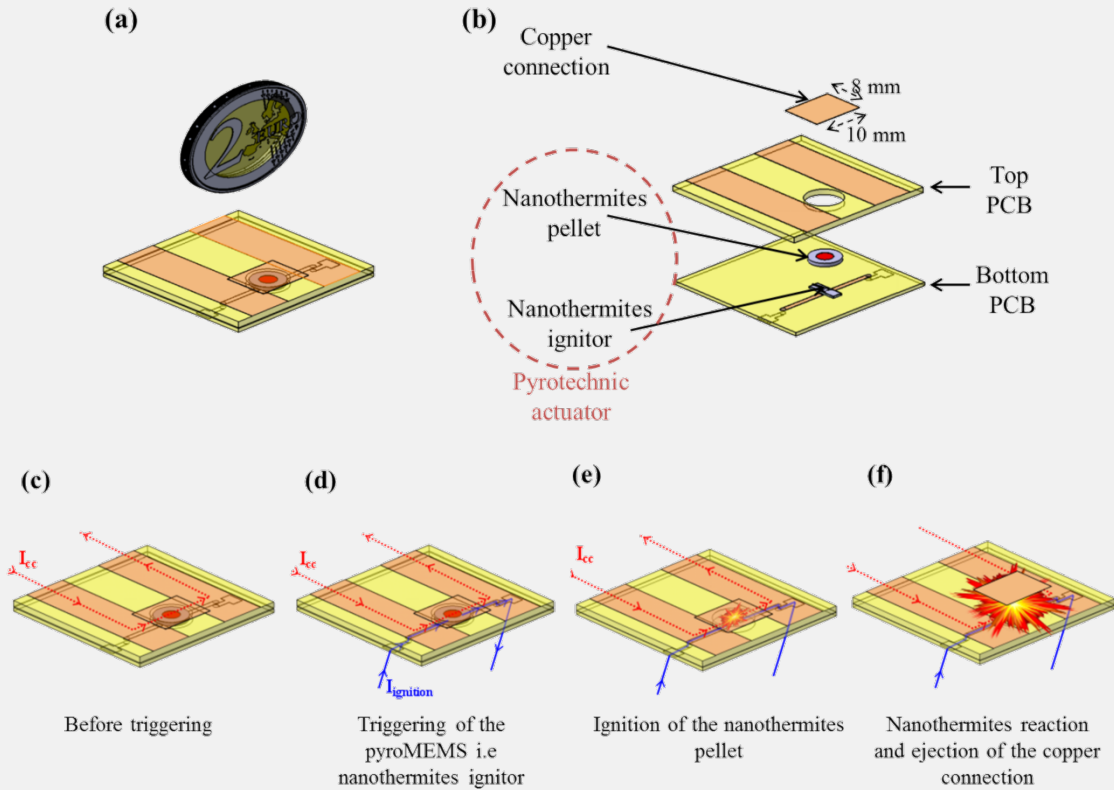 (a)
2
(b)
Copper
connection
8 mm
10 mm
Top
PCB
Nanothermites
pellet
Bottom
PCB
Nanothermites
ignitor
Pyrotechnic
actuator
(c)
(d)
(e)
(f)
Icc
Icc
Icc
Icc
Iignition
Before triggering
Triggering of the
pyroMEMS i.e
nanothermites ignitor
Ignition of the nanothermites
pellet
Nanothermites reaction
and ejection of the copper
connection